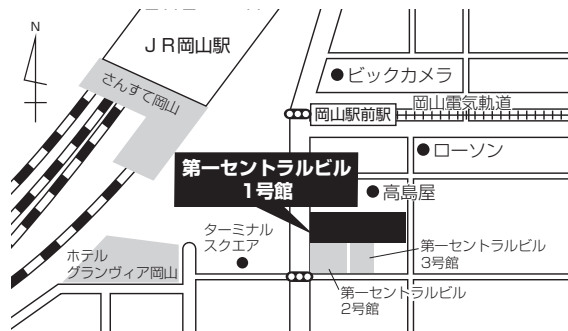 N
JR岡山駅
さんすて岡山
ビックカメラ
岡山駅前駅
岡山電気軌道
ローソン
第一セントラルビル
1号館
高島屋
ターミナル
スクエア
第一セントラルビル
3号館
ホテル
グランヴィア岡山
第一セントラルビル
2号館